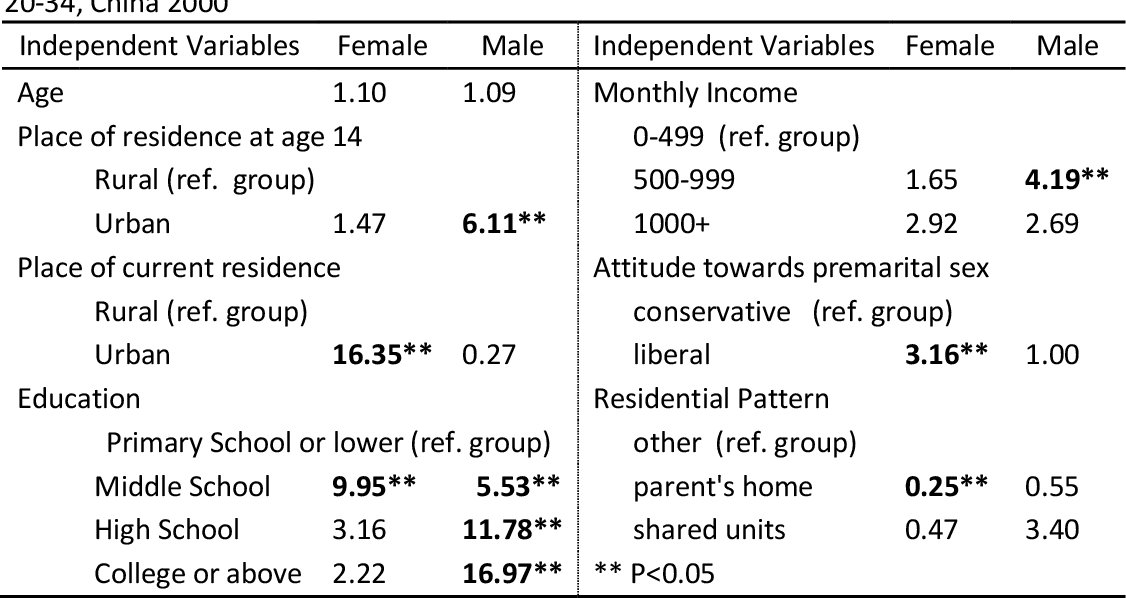 20-34, China 2000
Independent Variables Female Male
Age 1.10 1.09
Place of residence at age 14
Rural (ref. group)
Urban 1.47 6.11**
Place of current residence
Rural (ref. group)
Urban 16.35** 0.27
Education
Primary School or lower (ref. group)
Middle School 9.95** 5.53**
High School 3.16 11.78**
College or above 2.22 16.97**
Independent Variables Female Male
Monthly Income
0-499 (ref. group)
500-999 1.65 4.19**
1000+ 2.92 2.69
Attitude towards premarital sex
conservative (ref. group)
liberal 3.16** 1.00
Residential Pattern
other (ref. group)
parent's home 0.25** 0.55
shared units 0.47 3.40
** P<0.05